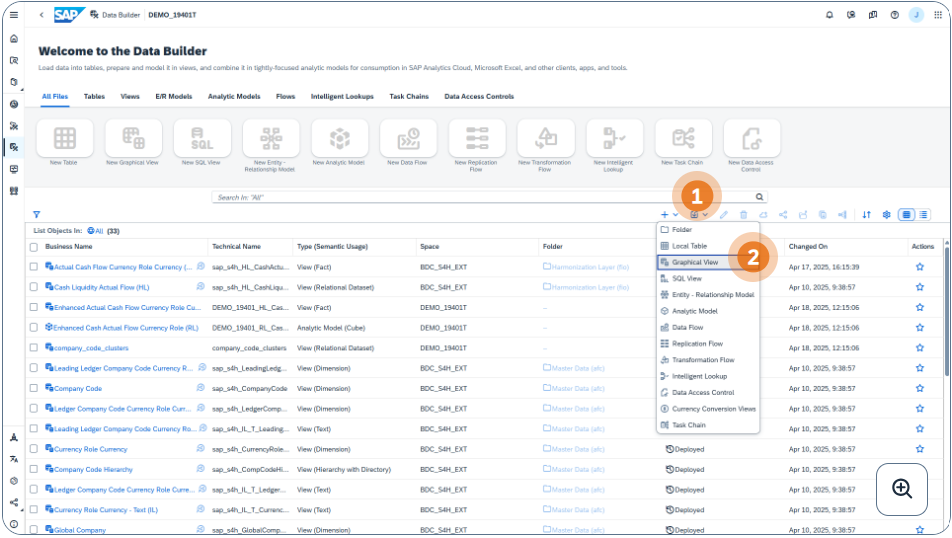 SAP Data Builder DEMO_19401T J
Welcome to the Data Builder
Load data into tables, prepare and model it in views, and combine it in tightly-focused analytic models for consumption in SAP Analytics Cloud, Microsoft Excel, and other clients, apps, and tools.
All Files Tables Views E/R Models Analytic Models Flows Intelligent Lookups Task Chains Data Access Controls
SQL
New Table New Graphical View New SQL View New Entity - Relationship Model New Analytic Model New Data Flow New Replication Flow New Transformation Flow New Intelligent Lookup New Task Chain New Data Access Control
Search In: "All"
1
List Objects In: All (33)
Business Name Technical Name Type (Semantic Usage) Space Folder Changed On Actions
Actual Cash Flow Currency Role Currency (... sap_s4h_HL_CashActu... View (Fact) BDC_S4H_EXT Harmonization Layer (fio) Apr 17, 2025, 16:15:39
Cash Liquidity Actual Flow (HL) sap_s4h_HL_CashLiqu... View (Relational Dataset) BDC_S4H_EXT Harmonization Layer (fio) Apr 10, 2025, 9:38:57
Enhanced Actual Cash Flow Currency Role Cu... DEMO_19401_HL_Cas... View (Fact) DEMO_19401T – Apr 18, 2025, 12:15:06
Enhanced Cash Actual Flow Currency Role (RL) DEMO_19401_RL_Cas... Analytic Model (Cube) DEMO_19401T – Apr 18, 2025, 12:15:06
company_code_clusters company_code_clusters View (Relational Dataset) DEMO_19401T – Apr 18, 2025, 12:15:06
Leading Ledger Company Code Currency R... sap_s4h_LeadingLedg... View (Dimension) BDC_S4H_EXT Master Data (afc) Apr 10, 2025, 9:38:57
Company Code sap_s4h_CompanyCode View (Dimension) BDC_S4H_EXT Master Data (afc) Apr 10, 2025, 9:38:57
Ledger Company Code Currency Role Curr... sap_s4h_LedgerComp... View (Dimension) BDC_S4H_EXT Master Data (afc) Apr 10, 2025, 9:38:57
Leading Ledger Company Code Currency Ro... sap_s4h_IL_T_Leading... View (Text) BDC_S4H_EXT Master Data (afc) Apr 10, 2025, 9:38:57
Currency Role Currency sap_s4h_CurrencyRole... View (Dimension) BDC_S4H_EXT Master Data (afc) Deployed Apr 10, 2025, 9:38:57
Company Code Hierarchy sap_s4h_CompCodeHi... View (Hierarchy with Directory) BDC_S4H_EXT Master Data (afc) Deployed Apr 10, 2025, 9:38:57
Ledger Company Code Currency Role Curre... sap_s4h_IL_T_Ledger... View (Text) BDC_S4H_EXT Master Data (afc) Deployed Apr 10, 2025, 9:38:57
Currency Role Currency - Text (IL) sap_s4h_IL_T_Currenc... View (Text) BDC_S4H_EXT Master Data (afc) Deployed Apr 10, 2025, 9:38:57
Global Company sap_s4h_GlobalComp... View (Dimension) BDC_S4H_EXT Master Data (afc) Deployed Apr 10, 2025, 9:38:57
Folder
Local Table
Graphical View
2
SQL View
Entity - Relationship Model
Analytic Model
Data Flow
Replication Flow
Transformation Flow
Intelligent Lookup
Data Access Control
Currency Conversion Views
Task Chain